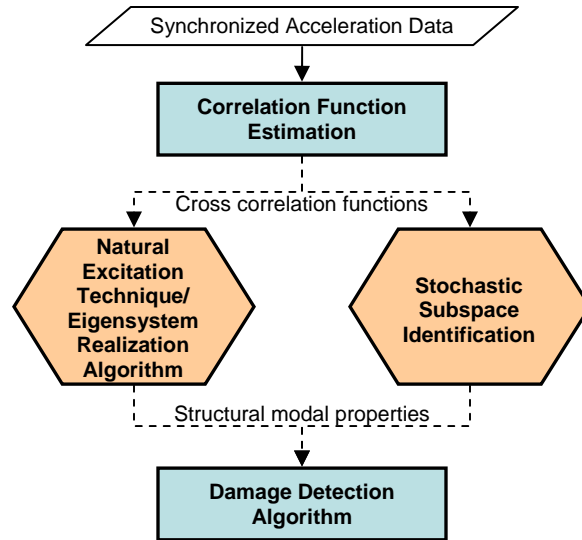 Synchronized Acceleration Data
Correlation Function
Estimation
Cross correlation functions
Natural
Excitation
Technique/
Eigensystem
Realization
Algorithm
Stochastic
Subspace
Identification
Structural modal properties
Damage Detection
Algorithm